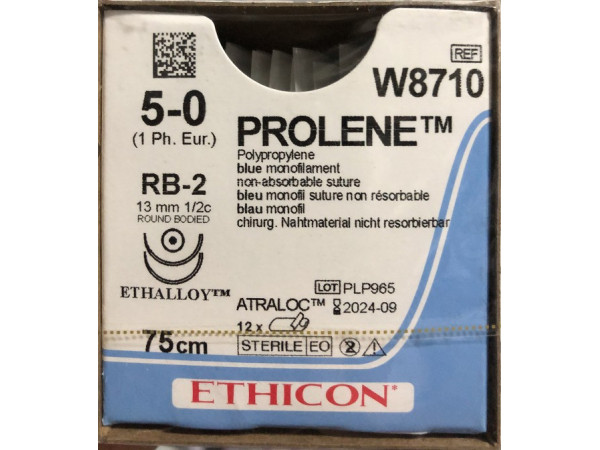 REF
W8710
5-0
(1 Ph. Eur.)
PROLENE™
Polypropylene
blue monofilament
non-absorbable suture
bleu monofil suture non résorbable
blau monofil
chirurg. Nahtmaterial nicht resorbierbar
RB-2
13 mm 1/2c
ROUND BODIED
ETHALLOY™
LOT PLP965
ATRALOC™ 2024-09
12 x
75cm
STERILE EO 2
ETHICON*